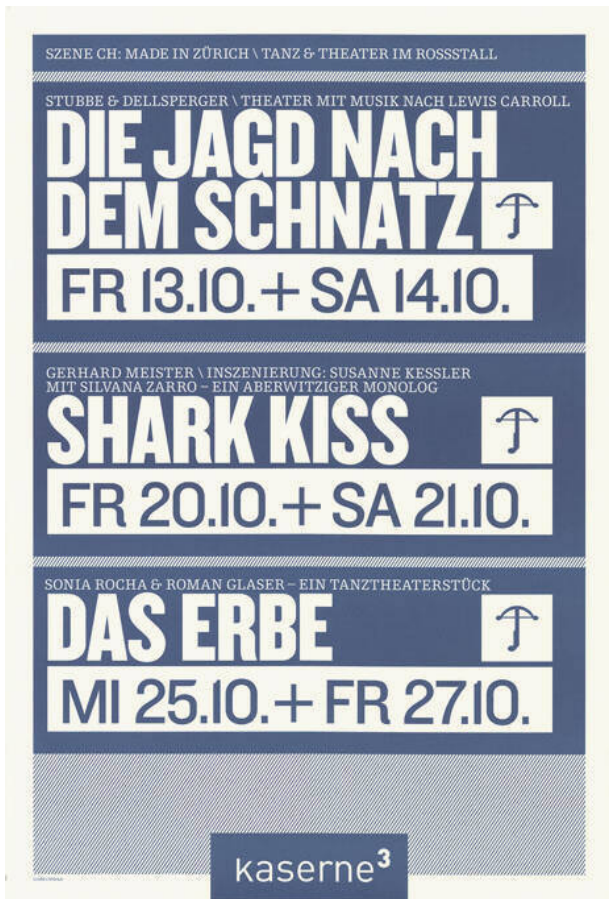 SZENE CH: MADE IN ZÜRICH \ TANZ & THEATER IM ROSSSTALL
STUBBE & DELLSPERGER \ THEATER MIT MUSIK NACH LEWIS CARROLL
DIE JAGD NACH
DEM SCHNATZ
FR 13.10. + SA 14.10.
GERHARD MEISTER \ INSZENIERUNG: SUSANNE KESSLER
MIT SILVANA ZARRO – EIN ABERWITZIGER MONOLOG
SHARK KISS
FR 20.10. + SA 21.10.
SONIA ROCHA & ROMAN GLASER – EIN TANZTHEATERSTÜCK
DAS ERBE
MI 25.10. + FR 27.10.
kaserne³